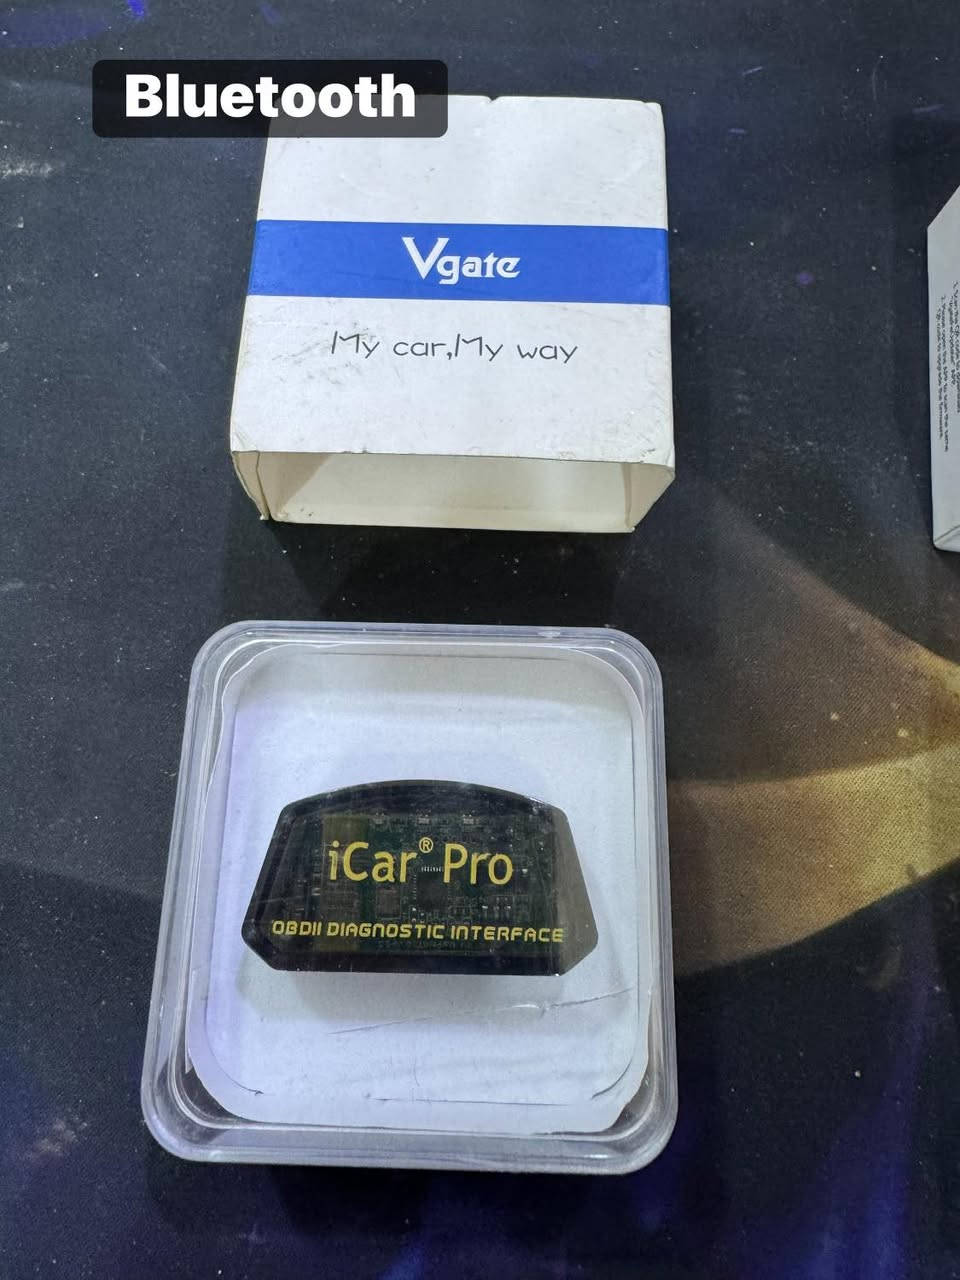 Bluetooth
Vgate
My car,My way
iCar® Pro
OBDII DIAGNOSTIC INTERFACE